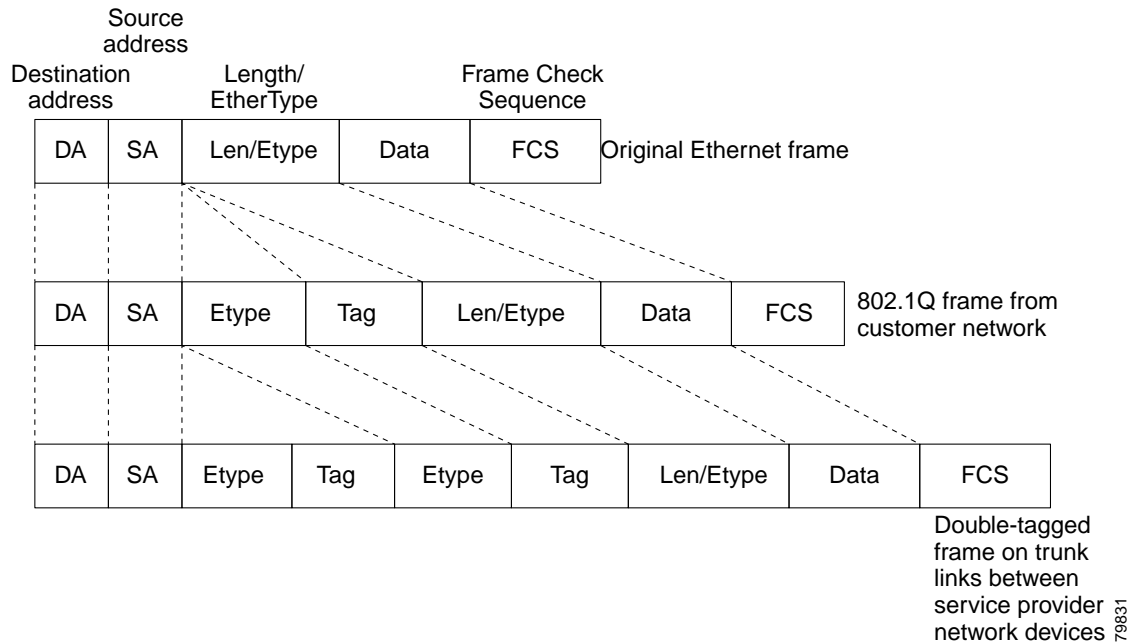 Source
address
Destination
address
Length/
EtherType
Frame Check
Sequence
DA SA Len/Etype Data FCS Original Ethernet frame
DA SA Etype Tag Len/Etype Data FCS
802.1Q frame from
customer network
DA SA Etype Tag Etype Tag Len/Etype Data FCS
Double-tagged
frame on trunk
links between
service provider
network devices
79831